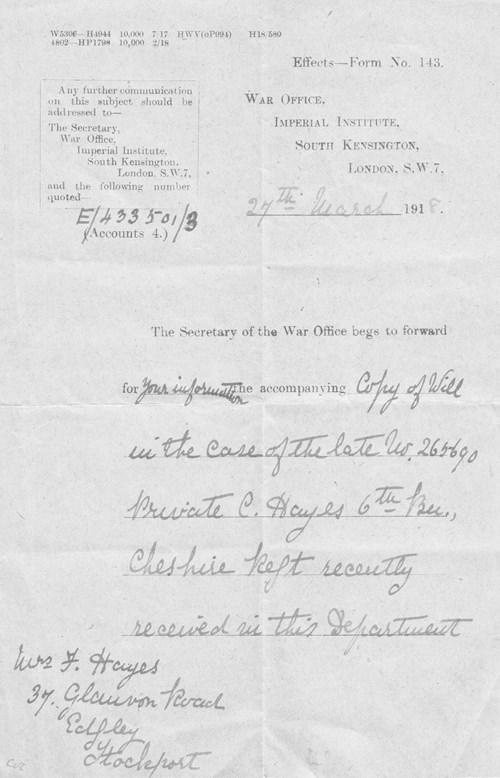 W5306—H4944 10,000 7/17 HWV(oP994) H18/580
4802—HP1798 10,000 2/18
Effects—Form No. 143.
Any further communication
on this subject should be
addressed to—
The Secretary,
War Office,
Imperial Institute,
South Kensington,
London, S.W.7,
and the following number
quoted—
E/433501/3
(Accounts 4.)
War Office,
Imperial Institute,
South Kensington,
London, S.W.7,
27th March 1918.
The Secretary of the War Office begs to forward
for your information the accompanying Copy of Will
in the case of the late No. 265690
Private C. Hayes 6th Bn.,
Cheshire Regt recently
received in this Department
Mrs F. Hayes
37. Glanvon Road
Edgley
Stockport